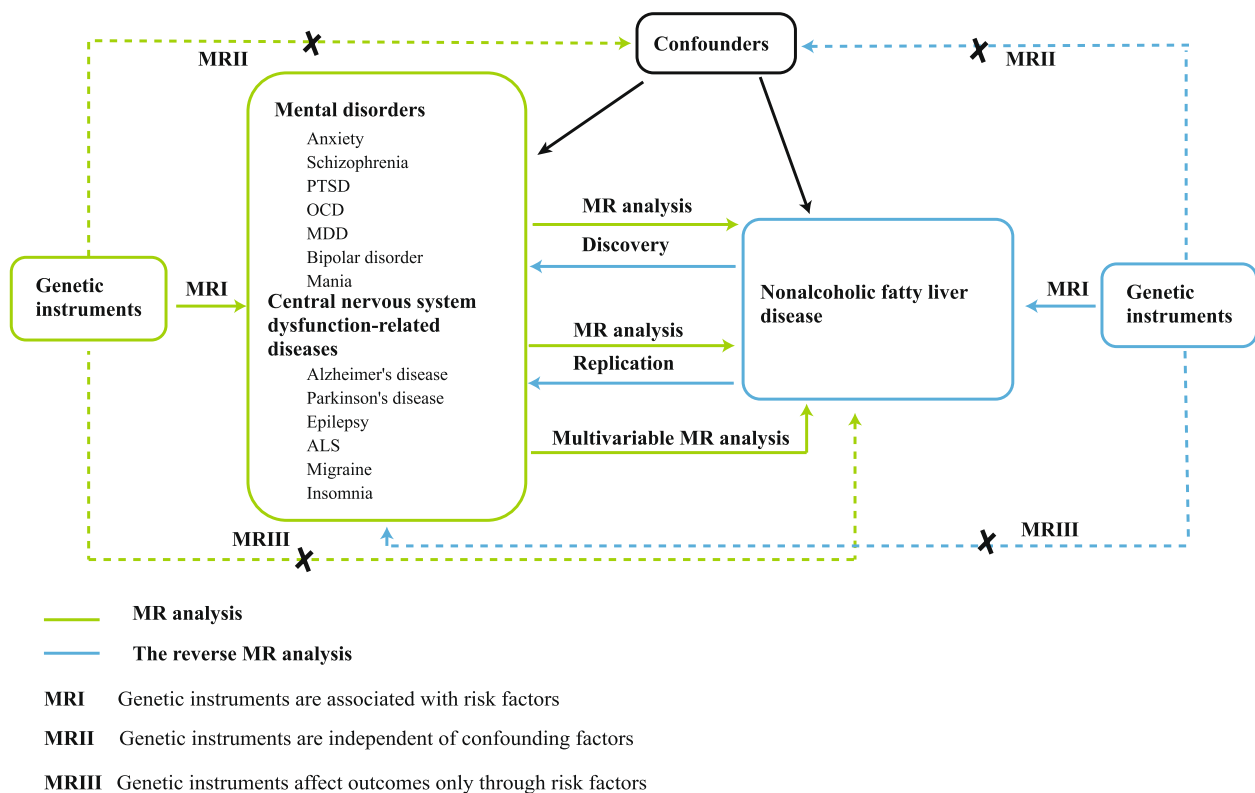 Confounders
MRII
MRII
Mental disorders
Anxiety
Schizophrenia
PTSD
OCD
MDD
Bipolar disorder
Mania
Central nervous system
dysfunction-related
diseases
Alzheimer's disease
Parkinson's disease
Epilepsy
ALS
Migraine
Insomnia
Genetic
instruments
MRI
MR analysis
Discovery
MR analysis
Replication
Multivariable MR analysis
Nonalcoholic fatty liver
disease
MRI
Genetic
instruments
MRIII
MRIII
MR analysis
The reverse MR analysis
MRI Genetic instruments are associated with risk factors
MRII Genetic instruments are independent of confounding factors
MRIII Genetic instruments affect outcomes only through risk factors